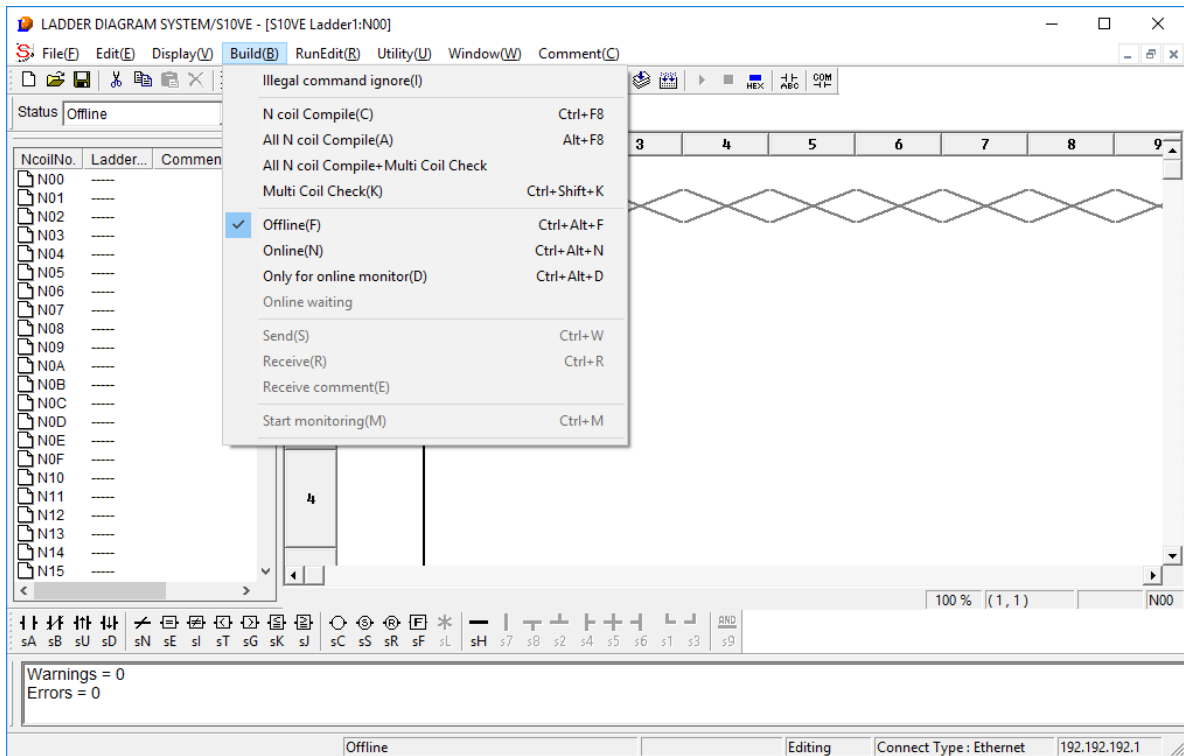 LADDER DIAGRAM SYSTEM/S10VE - [S10VE Ladder1:N00]
File(F) Edit(E) Display(V) Build(B) RunEdit(R) Utility(U) Window(W) Comment(C)
HEX ABC COM
Status Offline
Illegal command ignore(I)
N coil Compile(C) Ctrl+F8
All N coil Compile(A) Alt+F8
All N coil Compile+Multi Coil Check
Multi Coil Check(K) Ctrl+Shift+K
Offline(F) Ctrl+Alt+F
Online(N) Ctrl+Alt+N
Only for online monitor(D) Ctrl+Alt+D
Online waiting
Send(S) Ctrl+W
Receive(R) Ctrl+R
Receive comment(E)
Start monitoring(M) Ctrl+M
3 4 5 6 7 8 9
NcoilNo. Ladder... Commen
N00 -----
N01 -----
N02 -----
N03 -----
N04 -----
N05 -----
N06 -----
N07 -----
N08 -----
N09 -----
N0A -----
N0B -----
N0C -----
N0D -----
N0E -----
N0F -----
N10 -----
N11 -----
N12 -----
N13 -----
N14 -----
N15 -----
4
100 % (1,1) N00
S R F AND
sA sB sU sD sN sE sI sT sG sK sJ sC sS sR sF sL sH s7 s8 s2 s4 s5 s6 s1 s3 s9
Warnings = 0
Errors = 0
Offline Editing Connect Type : Ethernet 192.192.192.1